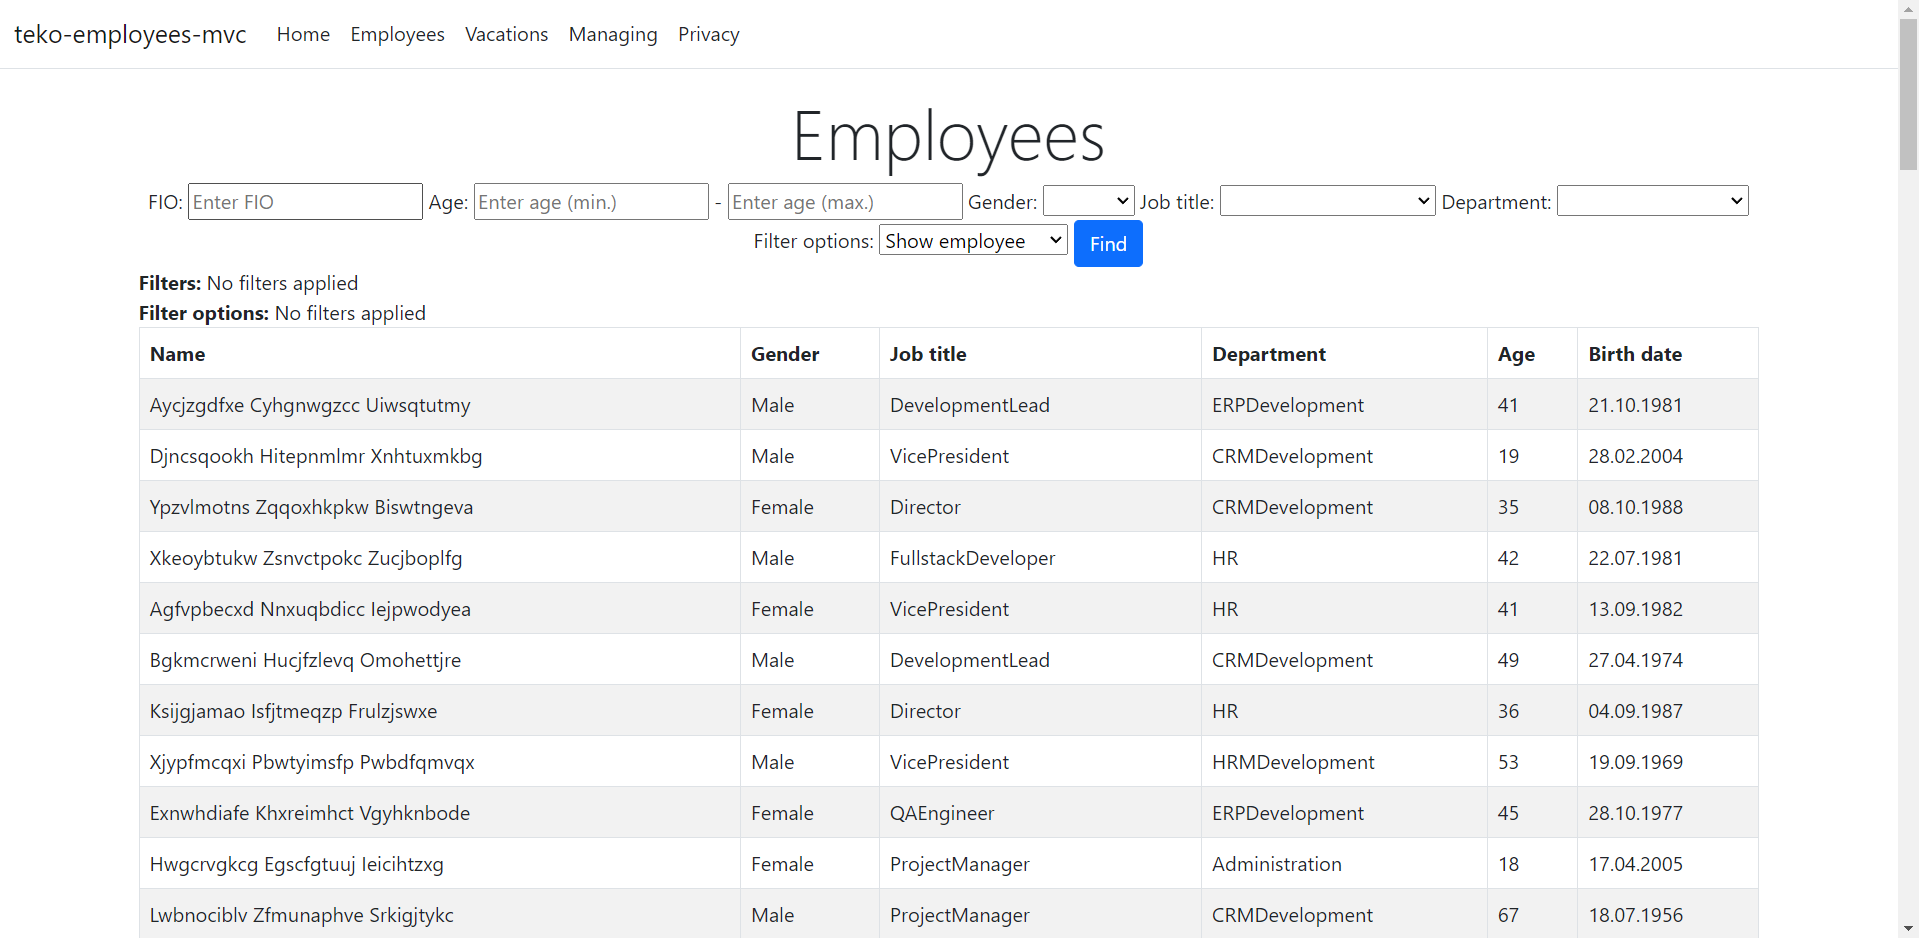 teko-employees-mvc Home Employees Vacations Managing Privacy
Employees
FIO: Enter FIO Age: Enter age (min.) - Enter age (max.) Gender: Job title: Department:
Filter options: Show employee Find
Filters: No filters applied
Filter options: No filters applied
Name Gender Job title Department Age Birth date
Aycjzgdfxe Cyhgnwgzcc Uiwsqtutmy Male DevelopmentLead ERPDevelopment 41 21.10.1981
Djncsqookh Hitepnmlmr Xnhtuxmkbg Male VicePresident CRMDevelopment 19 28.02.2004
Ypzvlmotns Zqqoxhkpkw Biswtngeva Female Director CRMDevelopment 35 08.10.1988
Xkeoybtukw Zsnvctpokc Zucjboplfg Male FullstackDeveloper HR 42 22.07.1981
Agfvpbecxd Nnxuqbdicc Iejpwodyea Female VicePresident HR 41 13.09.1982
Bgkmcrweni Hucjfzlevq Omohettjre Male DevelopmentLead CRMDevelopment 49 27.04.1974
Ksijgjamao Isfjtmeqzp Frulzjswxe Female Director HR 36 04.09.1987
Xjypfmcqxi Pbwtyimsfp Pwbdfqmvqx Male VicePresident HRMDevelopment 53 19.09.1969
Exnwhdiafe Khxreimhct Vgyhknbode Female QAEngineer ERPDevelopment 45 28.10.1977
Hwgcrvgkcg Egscfgtuuj Ieicihtzxg Female ProjectManager Administration 18 17.04.2005
Lwbnociblv Zfmunaphve Srkigjtykc Male ProjectManager CRMDevelopment 67 18.07.1956